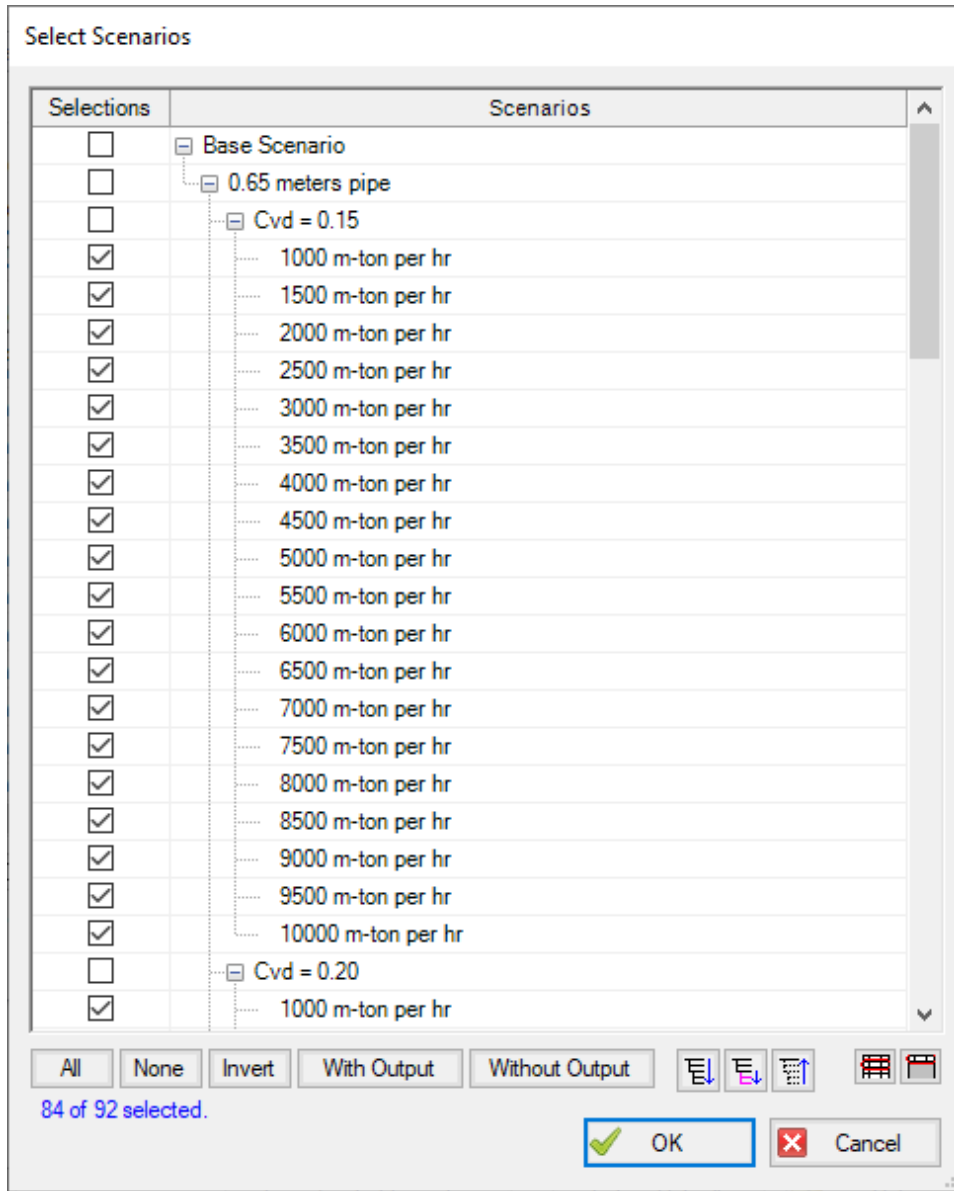 Select Scenarios
Selections Scenarios
Base Scenario
0.65 meters pipe
Cvd = 0.15
1000 m-ton per hr
1500 m-ton per hr
2000 m-ton per hr
2500 m-ton per hr
3000 m-ton per hr
3500 m-ton per hr
4000 m-ton per hr
4500 m-ton per hr
5000 m-ton per hr
5500 m-ton per hr
6000 m-ton per hr
6500 m-ton per hr
7000 m-ton per hr
7500 m-ton per hr
8000 m-ton per hr
8500 m-ton per hr
9000 m-ton per hr
9500 m-ton per hr
10000 m-ton per hr
Cvd = 0.20
1000 m-ton per hr
All None Invert With Output Without Output
84 of 92 selected.
OK Cancel